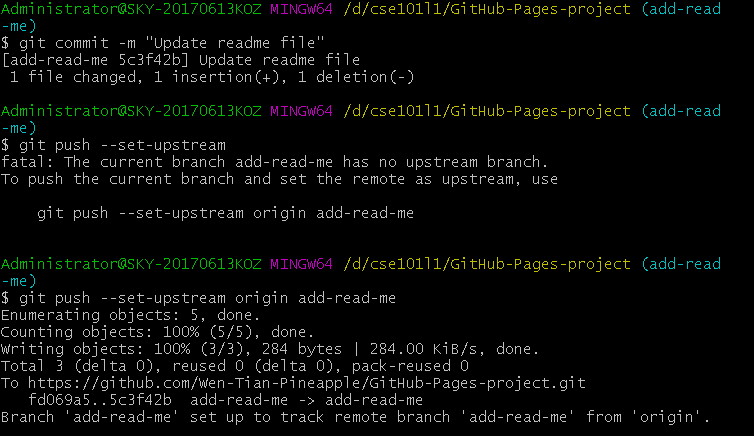 Administrator@SKY-20170613KOZ MINGW64 /d/cse101l1/GitHub-Pages-project (add-read
-me)
$ git commit -m "Update readme file"
[add-read-me 5c3f42b] Update readme file
 1 file changed, 1 insertion(+), 1 deletion(-)

Administrator@SKY-20170613KOZ MINGW64 /d/cse101l1/GitHub-Pages-project (add-read
-me)
$ git push --set-upstream
fatal: The current branch add-read-me has no upstream branch.
To push the current branch and set the remote as upstream, use

    git push --set-upstream origin add-read-me


Administrator@SKY-20170613KOZ MINGW64 /d/cse101l1/GitHub-Pages-project (add-read
-me)
$ git push --set-upstream origin add-read-me
Enumerating objects: 5, done.
Counting objects: 100% (5/5), done.
Writing objects: 100% (3/3), 284 bytes | 284.00 KiB/s, done.
Total 3 (delta 0), reused 0 (delta 0), pack-reused 0
To https://github.com/Wen-Tian-Pineapple/GitHub-Pages-project.git
   fd069a5..5c3f42b  add-read-me -> add-read-me
Branch 'add-read-me' set up to track remote branch 'add-read-me' from 'origin'.